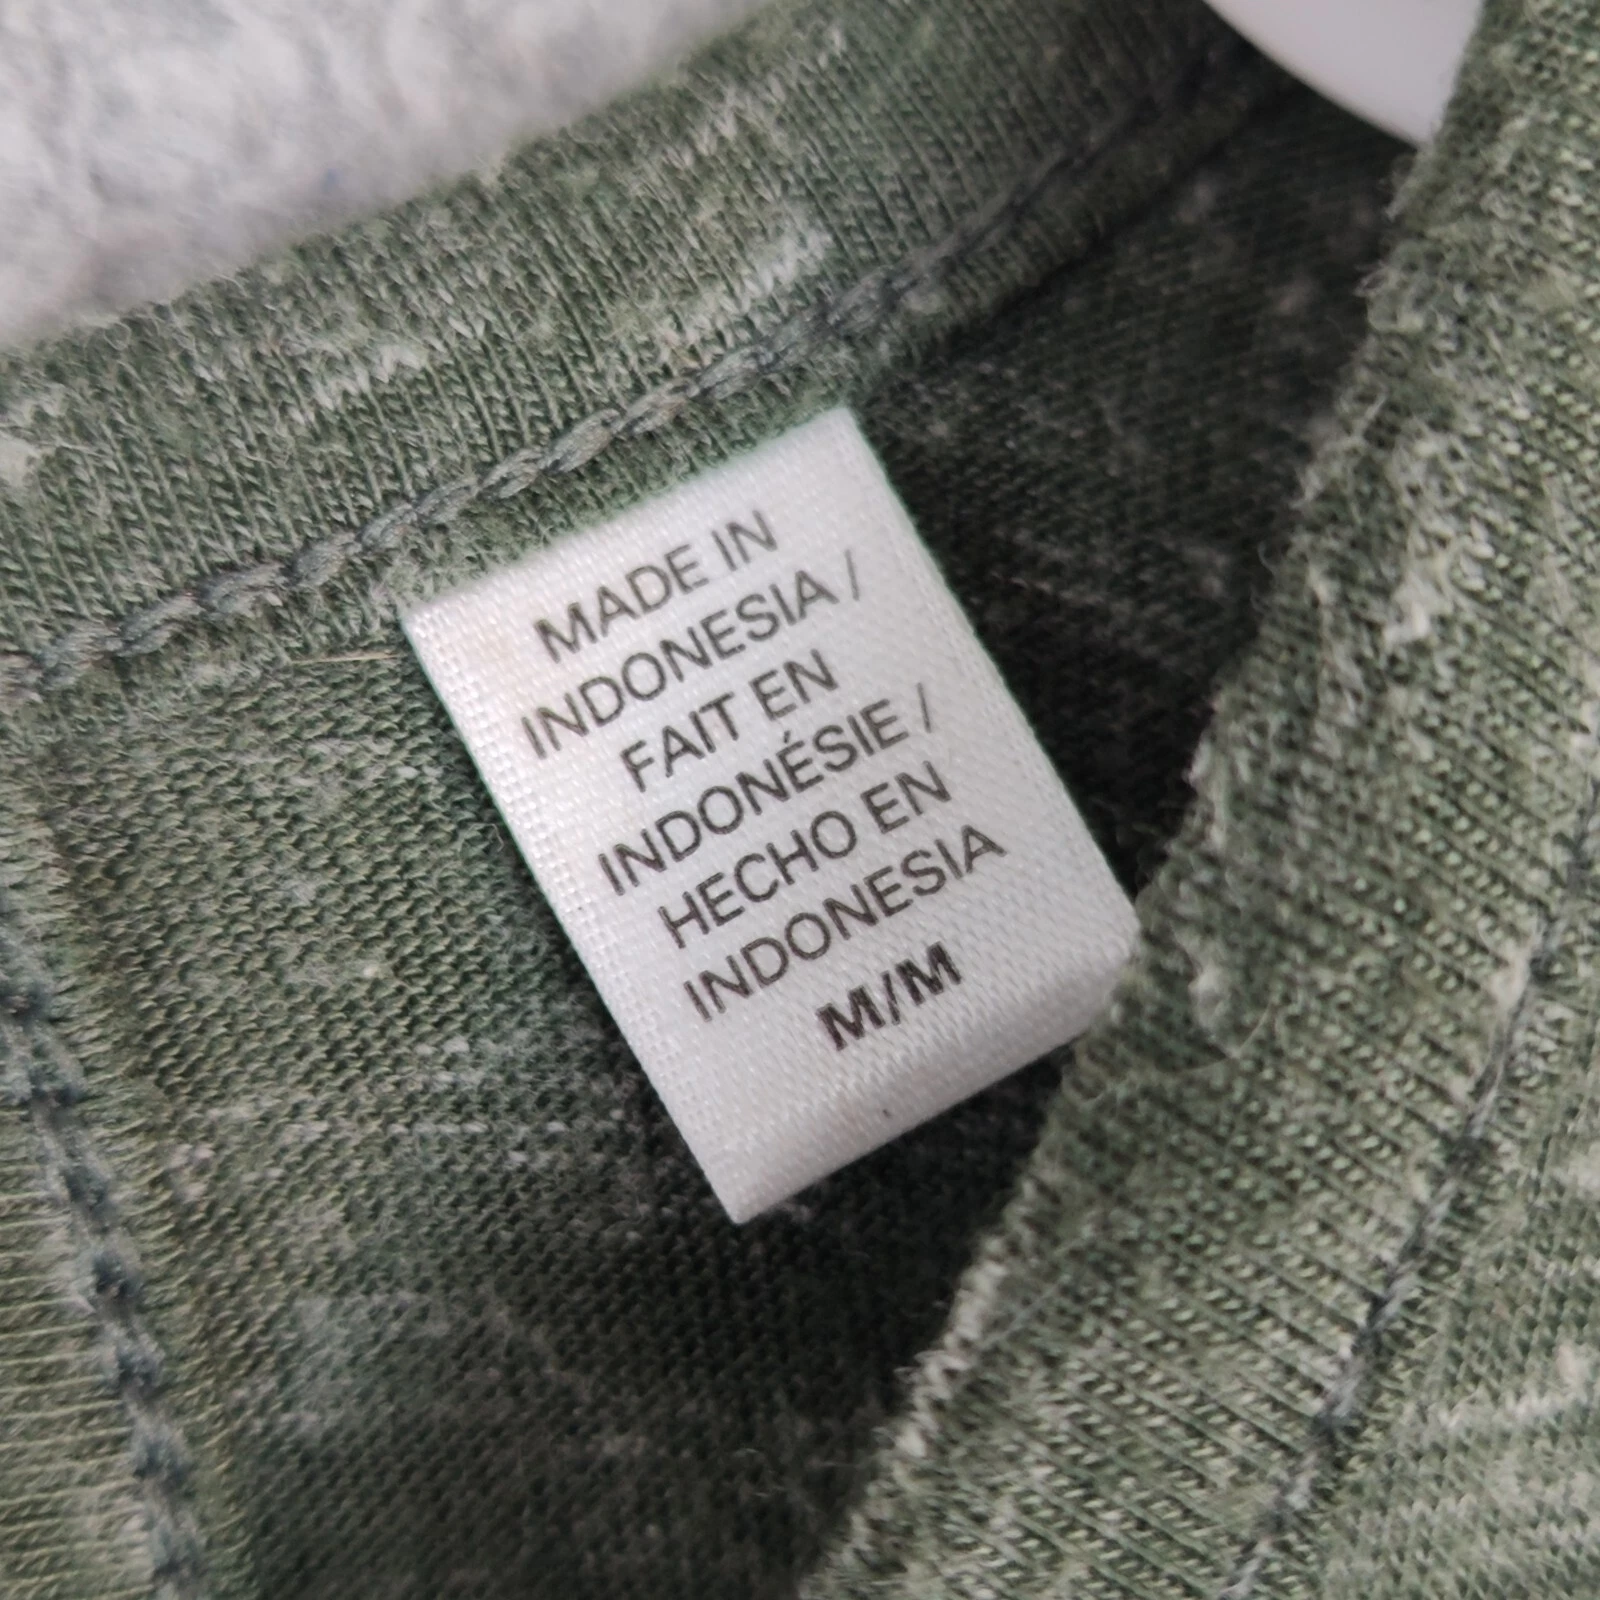 MADE IN
INDONESIA /
FAIT EN
INDONÉSIE /
HECHO EN
INDONESIA
M/M